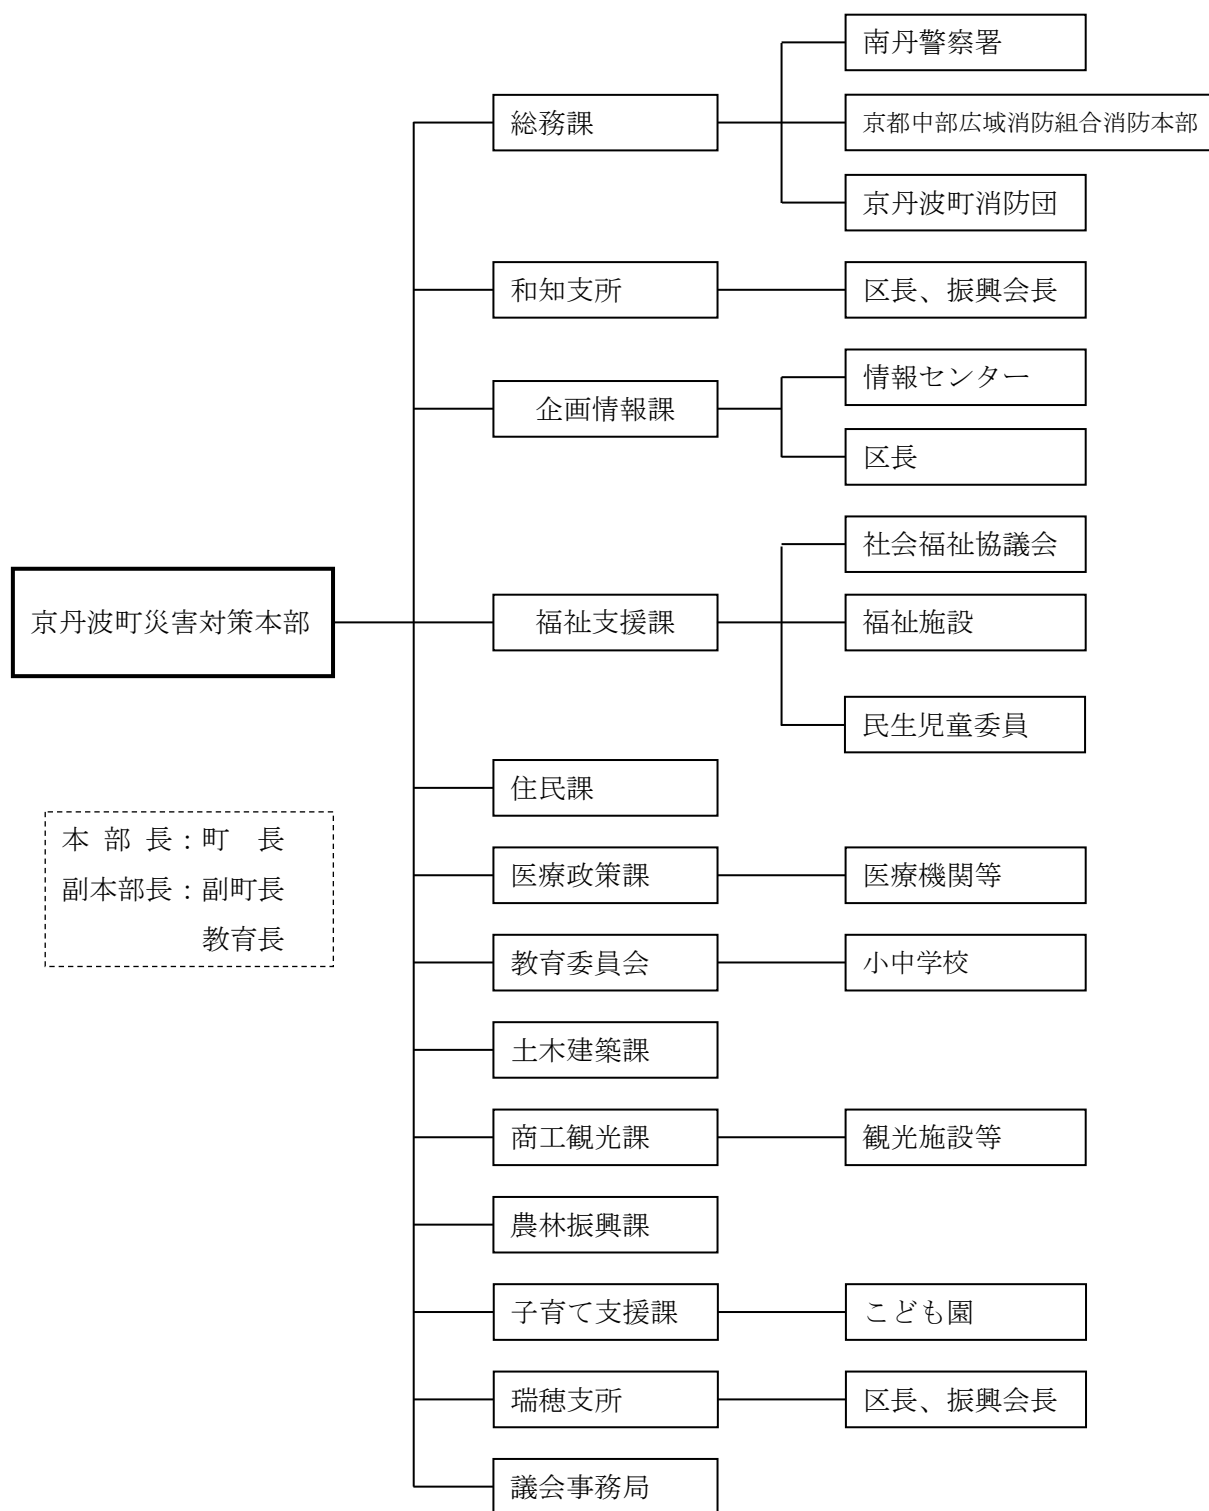 南丹警察署
総務課
京都中部広域消防組合消防本部
京丹波町消防団
和知支所
区長、振興会長
企画情報課
情報センター
区長
社会福祉協議会
京丹波町災害対策本部
福祉支援課
福祉施設
民生児童委員
住民課
本 部 長：町　長
副本部長：副町長
教育長
医療政策課
医療機関等
教育委員会
小中学校
土木建築課
商工観光課
観光施設等
農林振興課
子育て支援課
こども園
瑞穂支所
区長、振興会長
議会事務局